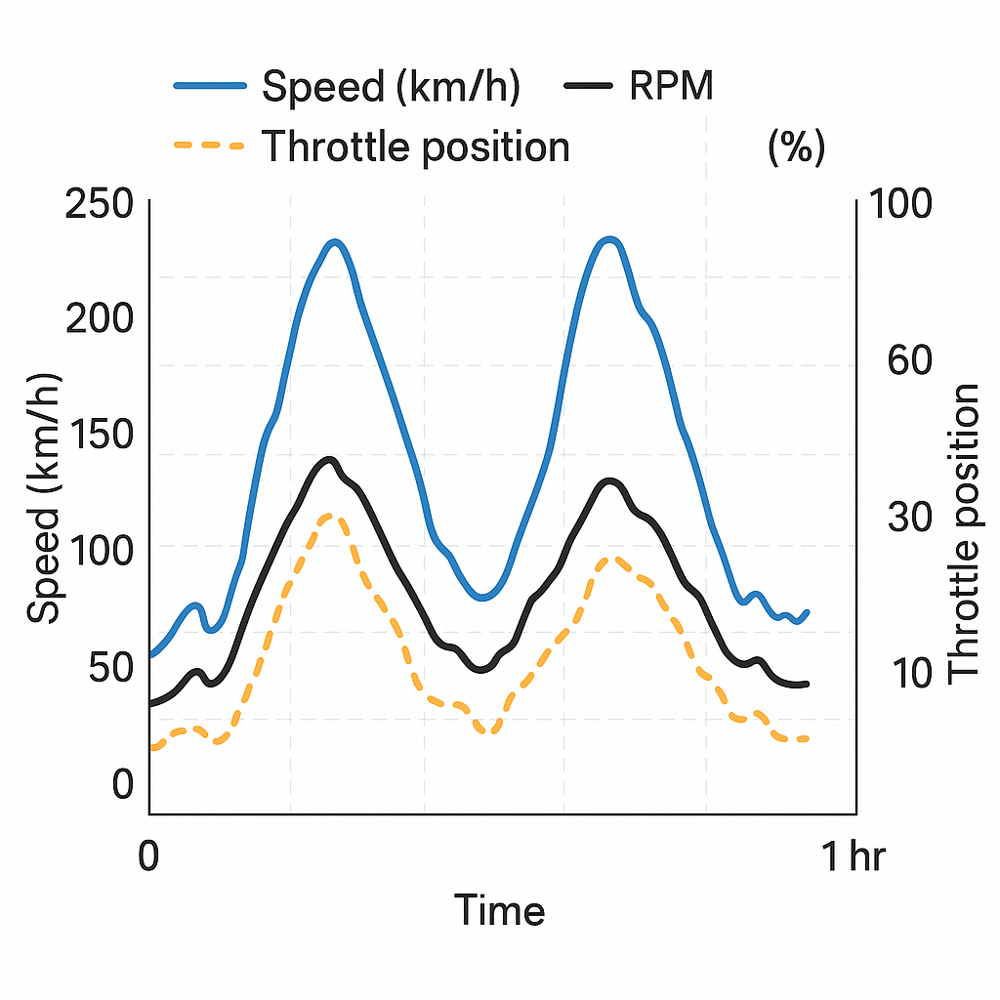 Speed (km/h) RPM
Throttle position (%)
250
200
150
100
50
0
Speed (km/h)
100
60
30
10
Throttle position
0 1 hr
Time